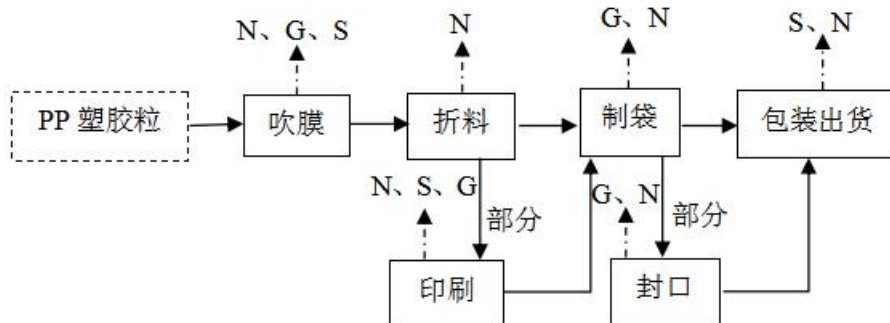 N、G、S
N
G、N
S、N
PP 塑胶粒
吹膜
折料
制袋
包装出货
N、S、G
部分
G、N
部分
印刷
封口